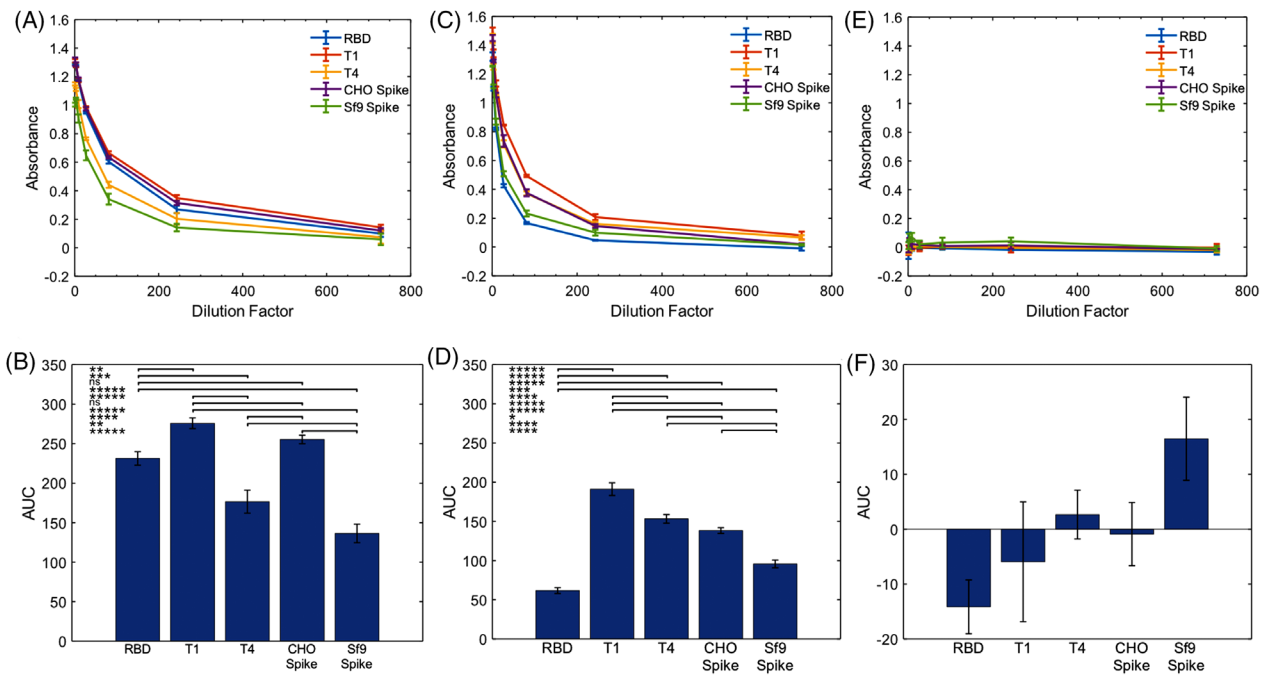 (A)
1.6
1.4
1.2
1
0.8
0.6
0.4
0.2
0
-0.2
Absorbance
0 200 400 600 800
Dilution Factor
RBD
T1
T4
CHO Spike
Sf9 Spike
(C)
1.6
1.4
1.2
1
0.8
0.6
0.4
0.2
0
-0.2
Absorbance
0 200 400 600 800
Dilution Factor
RBD
T1
T4
CHO Spike
Sf9 Spike
(E)
1.6
1.4
1.2
1
0.8
0.6
0.4
0.2
0
-0.2
Absorbance
0 200 400 600 800
Dilution Factor
RBD
T1
T4
CHO Spike
Sf9 Spike
(B)
350
300
250
200
150
100
50
0
AUC
**
***
ns
*****
ns
*****
****
**
*****
RBD T1 T4 CHO Sf9
Spike Spike
(D)
350
300
250
200
150
100
50
0
AUC
*****
*****
*****
***
****
*****
*****
*
****
****
RBD T1 T4 CHO Sf9
Spike Spike
(F)
30
20
10
0
-10
-20
AUC
RBD T1 T4 CHO Sf9
Spike Spike